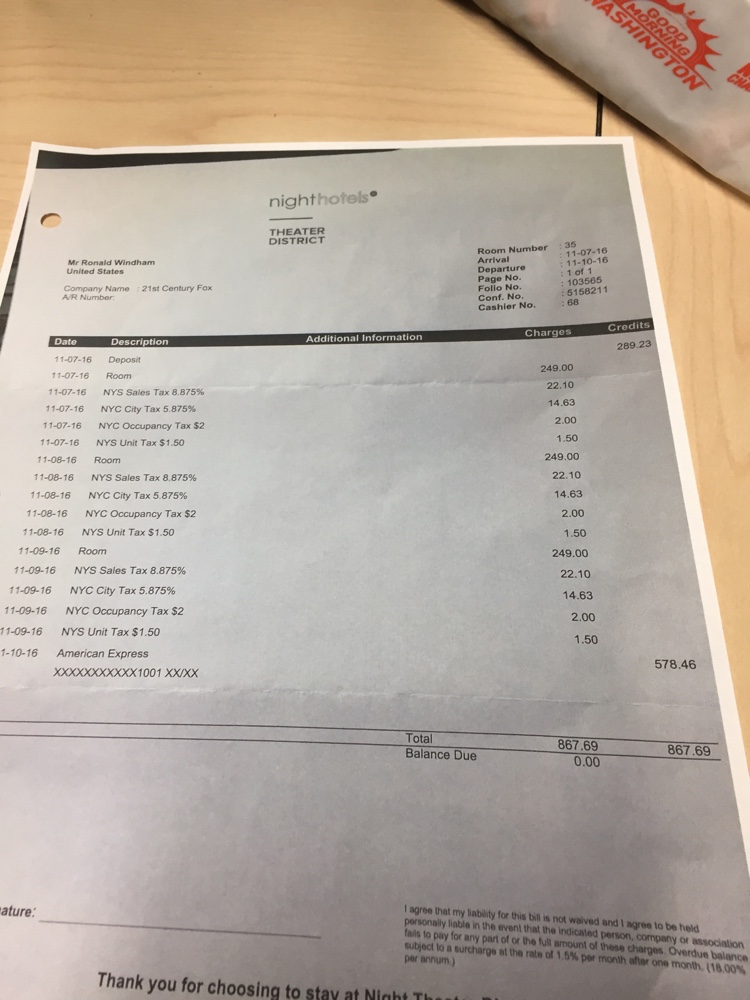 GOOD
MORNING
WASHINGTON
nighthotels
THEATER
DISTRICT
Mr Ronald Windham
United States
Company Name : 21st Century Fox
A/R Number:
Room Number : 35
Arrival : 11-07-16
Departure : 11-10-16
Page No. : 1 of 1
Folio No. : 103565
Conf. No. : 5158211
Cashier No. : 68
Date Description Additional Information Charges Credits
11-07-16 Deposit 289.23
11-07-16 Room 249.00
11-07-16 NYS Sales Tax 8.875% 22.10
11-07-16 NYC City Tax 5.875% 14.63
11-07-16 NYC Occupancy Tax $2 2.00
11-07-16 NYS Unit Tax $1.50 1.50
11-08-16 Room 249.00
11-08-16 NYS Sales Tax 8.875% 22.10
11-08-16 NYC City Tax 5.875% 14.63
11-08-16 NYC Occupancy Tax $2 2.00
11-08-16 NYS Unit Tax $1.50 1.50
11-09-16 Room 249.00
11-09-16 NYS Sales Tax 8.875% 22.10
11-09-16 NYC City Tax 5.875% 14.63
11-09-16 NYC Occupancy Tax $2 2.00
11-09-16 NYS Unit Tax $1.50 1.50
1-10-16 American Express 578.46
XXXXXXXXXXX1001 XX/XX
Total 867.69 867.69
Balance Due 0.00
ature:
I agree that my liability for this bill is not waived and I agree to be held
personally liable in the event that the indicated person, company or association
fails to pay for any part of or the full amount of these charges. Overdue balance
subject to a surcharge at the rate of 1.5% per month after one month. (18.00%
per annum.)
Thank you for choosing to stay at Night